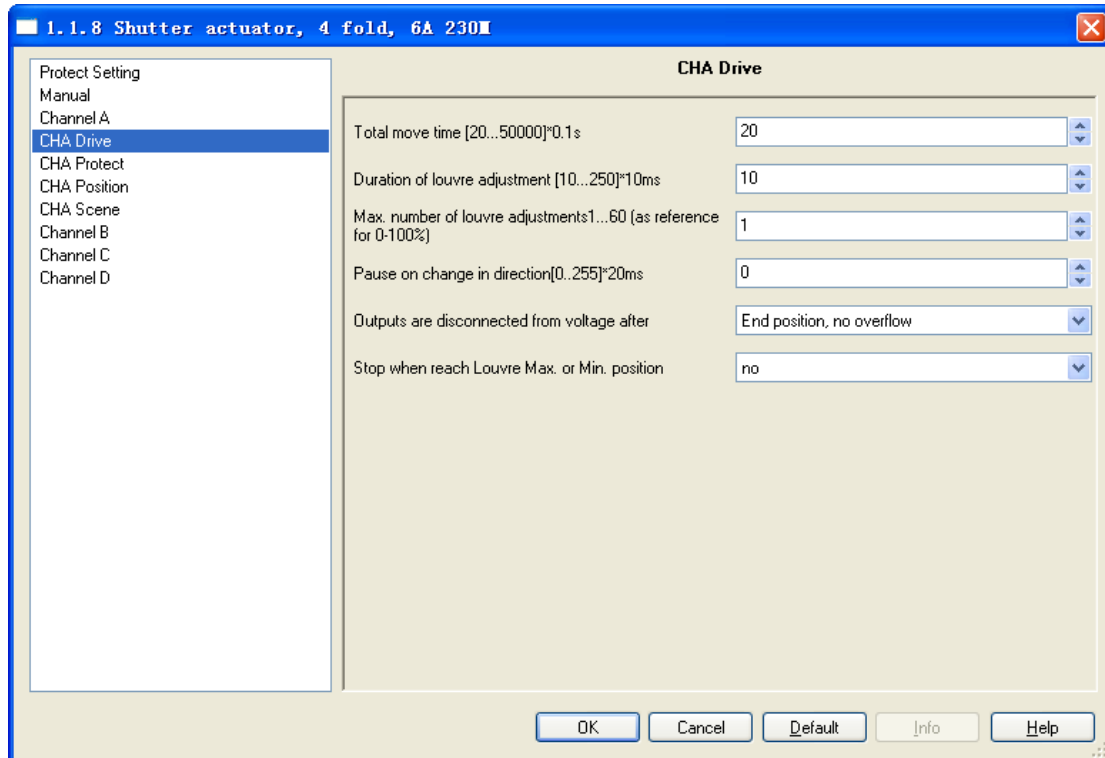 1.1.8 Shutter actuator, 4 fold, 6A 230M
Protect Setting
Manual
Channel A
CHA Drive
CHA Protect
CHA Position
CHA Scene
Channel B
Channel C
Channel D
CHA Drive
Total move time [20...50000]*0.1s
20
Duration of louvre adjustment [10...250]*10ms
10
Max. number of louvre adjustments1...60 (as reference
for 0-100%)
1
Pause on change in direction[0..255]*20ms
0
Outputs are disconnected from voltage after
End position, no overflow
Stop when reach Louvre Max. or Min. position
no
OK
Cancel
Default
Info
Help